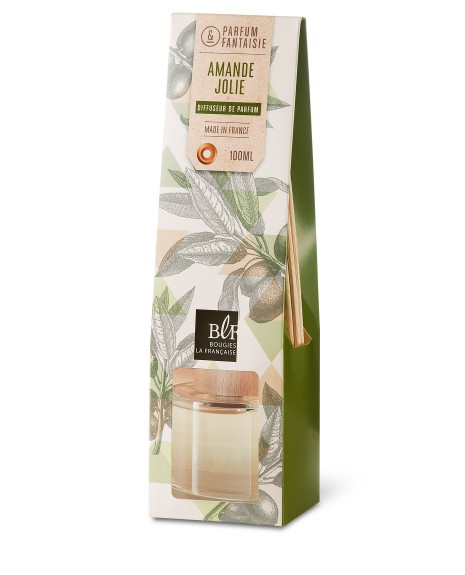 &
PARFUM
FANTAISIE
AMANDE
JOLIE
DIFFUSEUR DE PARFUM
MADE IN FRANCE
100ML
BlF
BOUGIES
LA FRANÇAISE